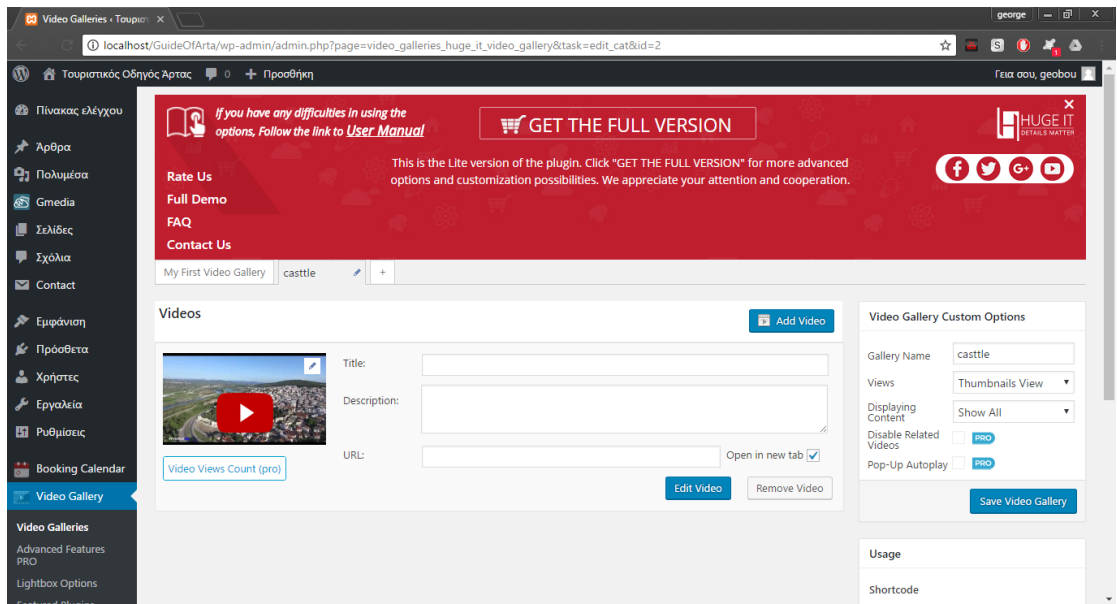 Video Galleries ‹ Τουρισ
george
localhost/GuideOfArta/wp-admin/admin.php?page=video_galleries_huge_it_video_gallery&task=edit_cat&id=2
Τουριστικός Οδηγός Άρτας 0 + Προσθήκη
Γεια σου, geobou
Πίνακας ελέγχου
Άρθρα
Πολυμέσα
Gmedia
Σελίδες
Σχόλια
Contact
Εμφάνιση
Πρόσθετα
Χρήστες
Εργαλεία
Ρυθμίσεις
Booking Calendar
Video Gallery
Video Galleries
Advanced Features
PRO
Lightbox Options
Featured Plugins
If you have any difficulties in using the
options, Follow the link to User Manual
GET THE FULL VERSION
HUGE IT
DETAILS MATTER
This is the Lite version of the plugin. Click "GET THE FULL VERSION" for more advanced
options and customization possibilities. We appreciate your attention and cooperation.
Rate Us
Full Demo
FAQ
Contact Us
My First Video Gallery
casttle
+
Videos
Add Video
Title:
Description:
URL:
Open in new tab
Video Views Count (pro)
Edit Video
Remove Video
Video Gallery Custom Options
Gallery Name casttle
Views Thumbnails View
Displaying
Content
Show All
Disable Related
Videos
PRO
Pop-Up Autoplay PRO
Save Video Gallery
Usage
Shortcode